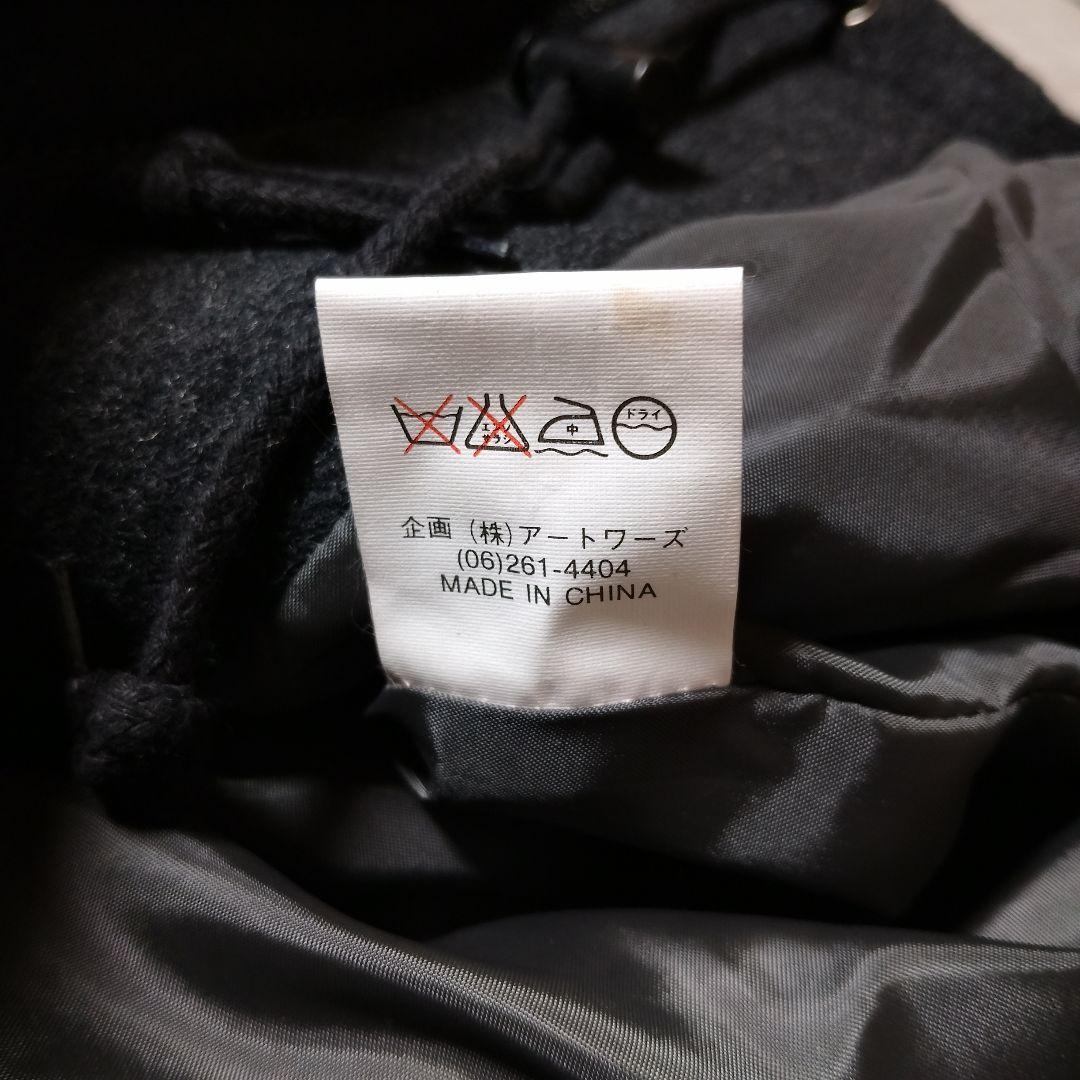 エンソ サラシ 中 ドライ
企画 (株)アートワーズ
(06)261-4404
MADE IN CHINA